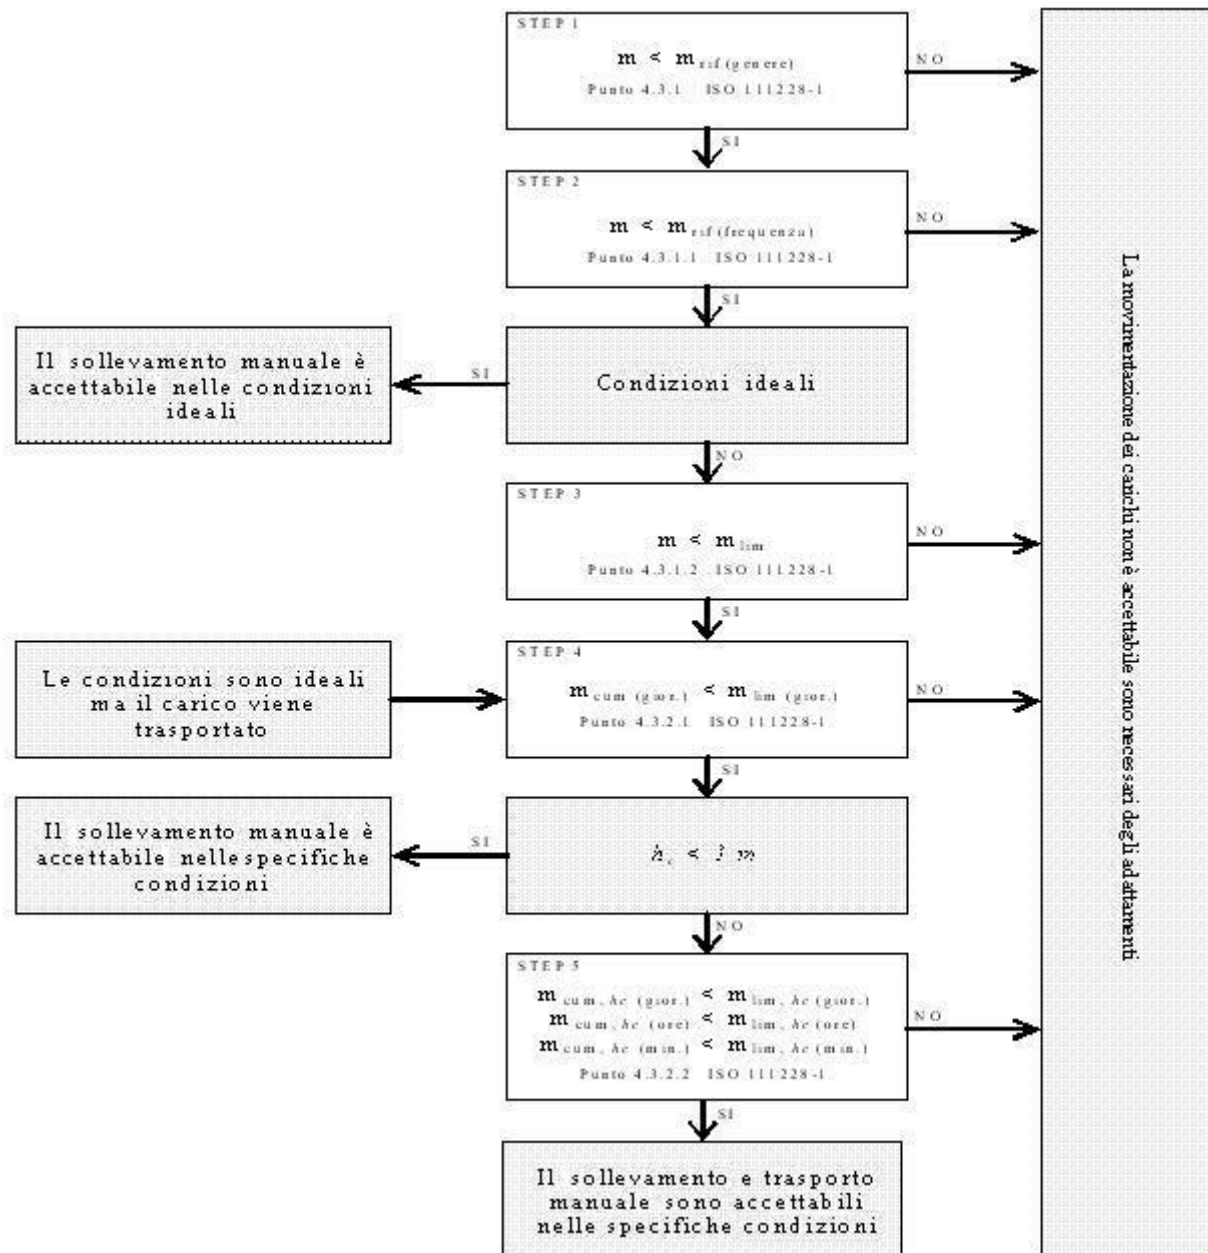 STEP 1
m < m rif (genere)
Punto 4.3.1 ISO 111228-1
NO
SI
STEP 2
m < m rif (frequenza)
Punto 4.3.1.1 ISO 111228-1
NO
SI
Il sollevamento manuale è
accettabile nelle condizioni
ideali
SI
Condizioni ideali
NO
STEP 3
m < m lim
Punto 4.3.1.2 ISO 111228-1
NO
SI
Le condizioni sono ideali
ma il carico viene
trasportato
STEP 4
m cum (gior.) < m lim (gior.)
Punto 4.3.2.1 ISO 111228-1
NO
SI
Il sollevamento manuale è
accettabile nelle specifiche
condizioni
SI
h c < 1 m
NO
STEP 5
m cum, hc (gior.) < m lim, hc (gior.)
m cum, hc (ore) < m lim, hc (ore)
m cum, hc (min.) < m lim, hc (min.)
Punto 4.3.2.2 ISO 111228-1
NO
SI
Il sollevamento e trasporto
manuale sono accettabili
nelle specifiche condizioni
La movimentazione dei carichi non è accettabile sono necessari degli adattamenti